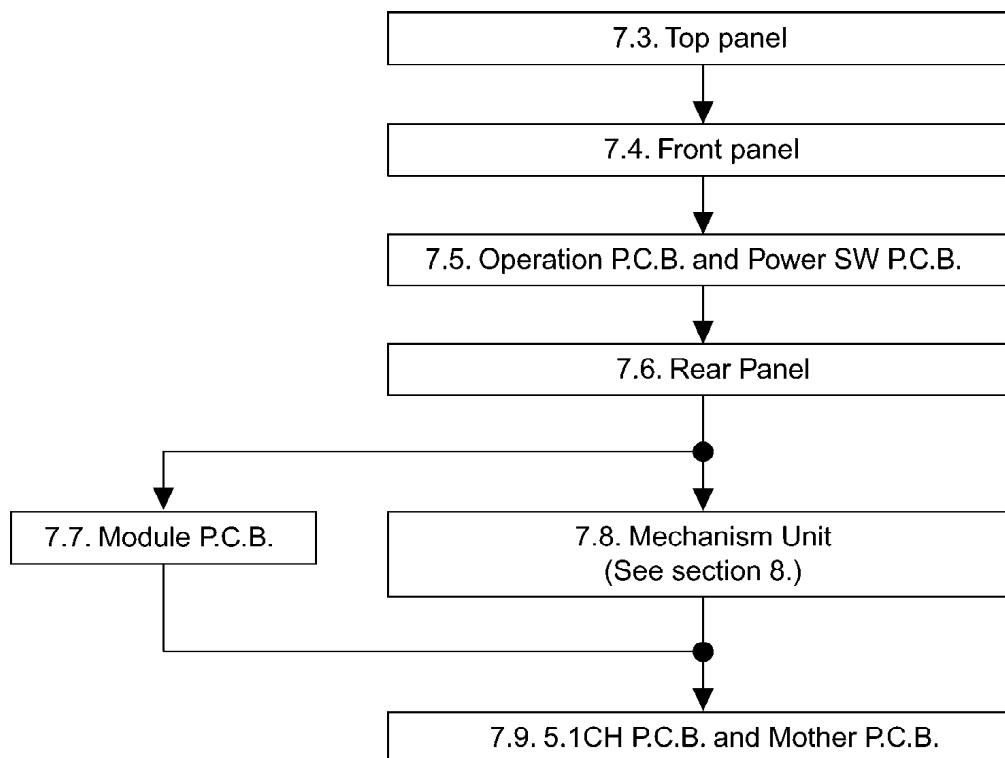 7.3. Top panel
7.4. Front panel
7.5. Operation P.C.B. and Power SW P.C.B.
7.6. Rear Panel
7.7. Module P.C.B.
7.8. Mechanism Unit
(See section 8.)
7.9. 5.1CH P.C.B. and Mother P.C.B.